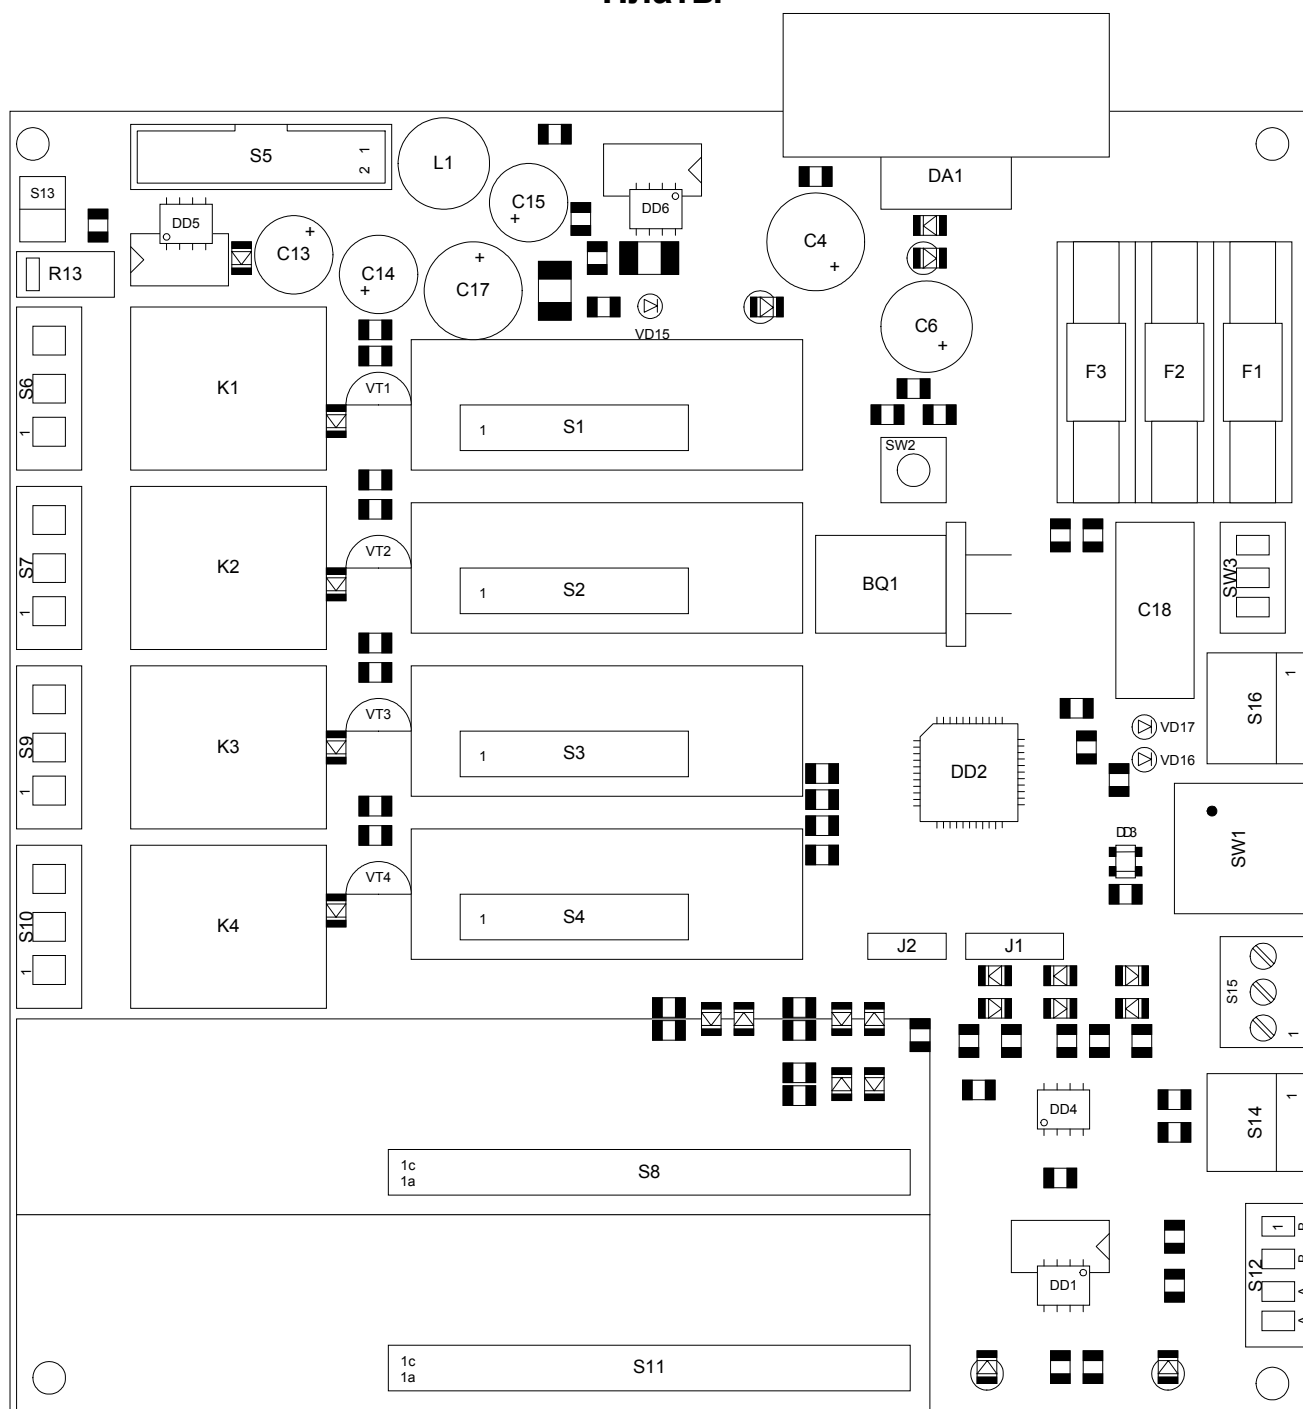 S5
1
2
L1
C15
+
DD6
DA1
S13
DD5
C13
+
C14
+
C17
+
C4
+
R13
VD15
C6
+
S6
1
K1
VT1
S1
1
F3
F2
F1
SW2
S7
1
K2
VT2
S2
1
BQ1
C18
SW3
S9
1
K3
VT3
S3
1
DD2
VD17
VD16
S16
1
SW1
DD3
S10
1
K4
VT4
S4
1
J2
J1
S15
1
DD4
S14
1
1c
1a
S8
DD1
S12
1
1c
1a
S11